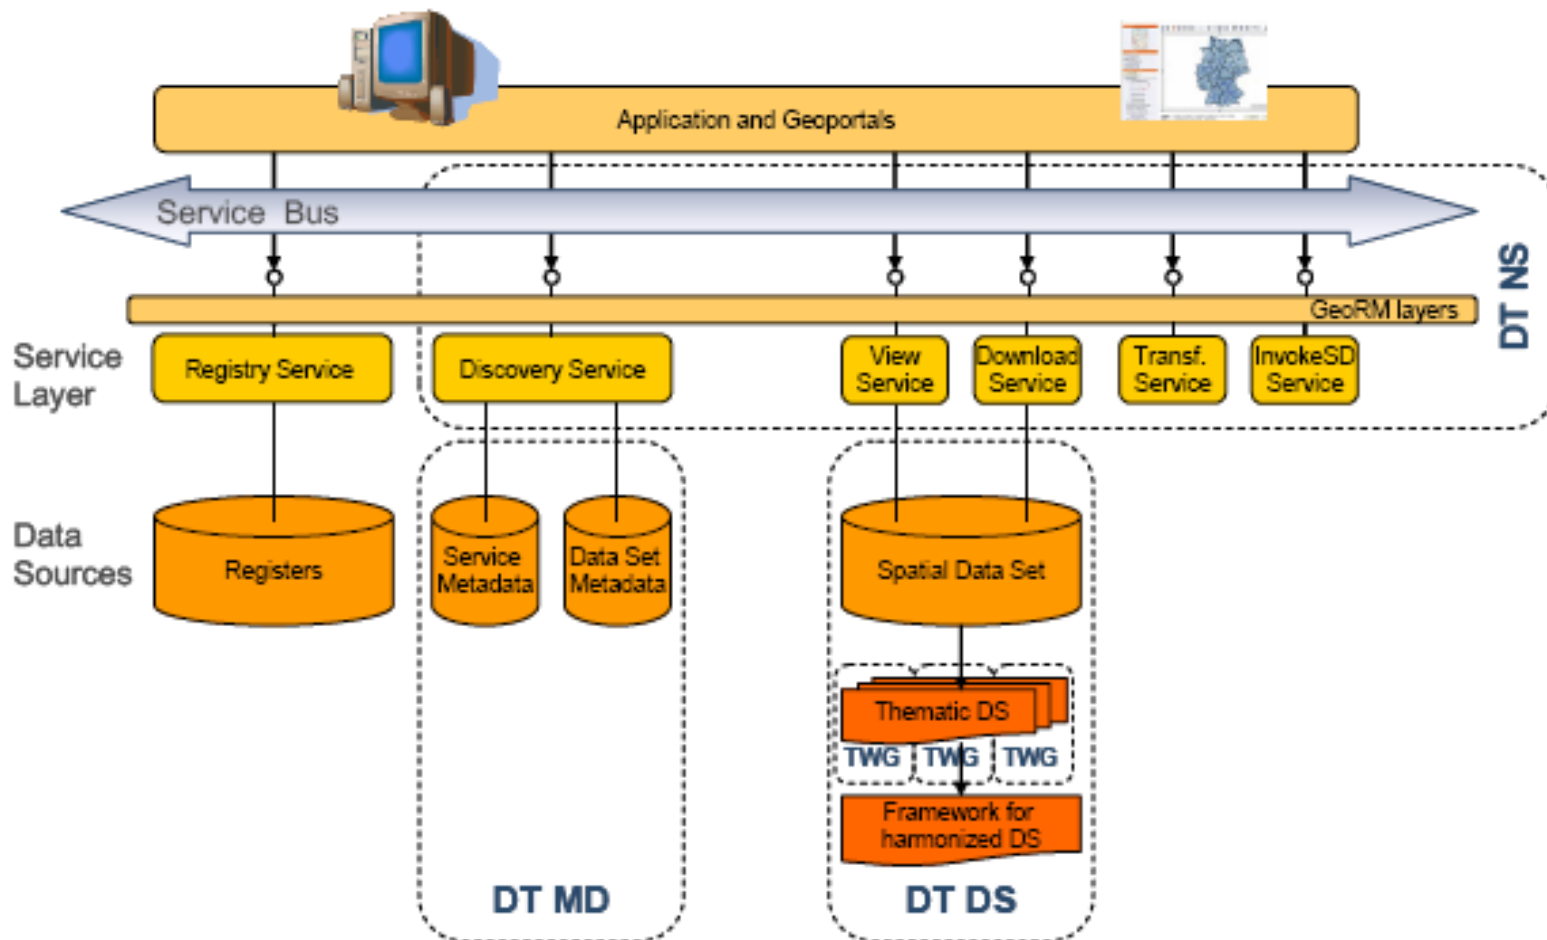 Application and Geoportals
Service Bus
DT NS
GeoRM layers
Service
Layer
Registry Service
Discovery Service
View
Service
Download
Service
Transf.
Service
InvokeSD
Service
Data
Sources
Registers
Service
Metadata
Data Set
Metadata
Spatial Data Set
Thematic DS
TWG
TWG
TWG
Framework for
harmonized DS
DT MD
DT DS